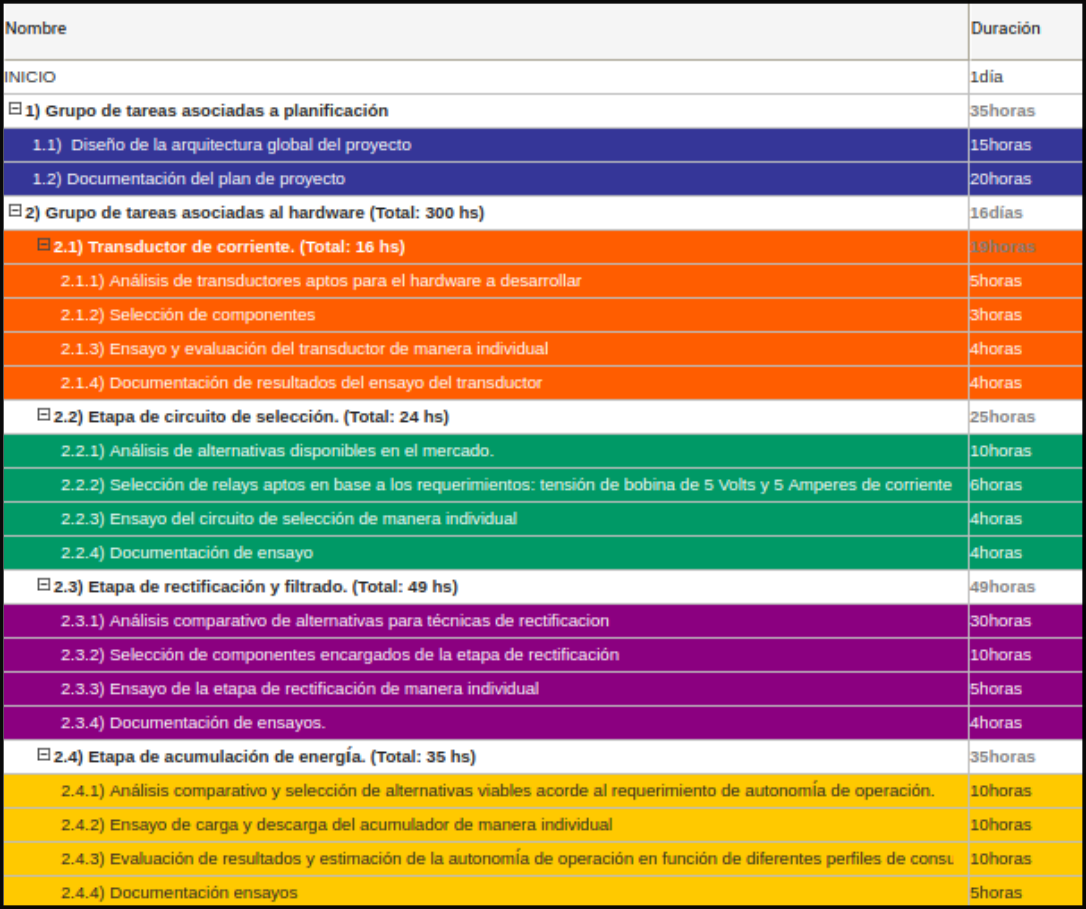 Nombre Duración
INICIO 1día
1) Grupo de tareas asociadas a planificación 35horas
1.1) Diseño de la arquitectura global del proyecto 15horas
1.2) Documentación del plan de proyecto 20horas
2) Grupo de tareas asociadas al hardware (Total: 300 hs) 16días
2.1) Transductor de corriente. (Total: 16 hs) 19horas
2.1.1) Análisis de transductores aptos para el hardware a desarrollar 5horas
2.1.2) Selección de componentes 3horas
2.1.3) Ensayo y evaluación del transductor de manera individual 4horas
2.1.4) Documentación de resultados del ensayo del transductor 4horas
2.2) Etapa de circuito de selección. (Total: 24 hs) 25horas
2.2.1) Análisis de alternativas disponibles en el mercado. 10horas
2.2.2) Selección de relays aptos en base a los requerimientos: tensión de bobina de 5 Volts y 5 Amperes de corriente 6horas
2.2.3) Ensayo del circuito de selección de manera individual 4horas
2.2.4) Documentación de ensayo 4horas
2.3) Etapa de rectificación y filtrado. (Total: 49 hs) 49horas
2.3.1) Análisis comparativo de alternativas para técnicas de rectificacion 30horas
2.3.2) Selección de componentes encargados de la etapa de rectificación 10horas
2.3.3) Ensayo de la etapa de rectificación de manera individual 5horas
2.3.4) Documentación de ensayos. 4horas
2.4) Etapa de acumulación de energÍa. (Total: 35 hs) 35horas
2.4.1) Análisis comparativo y selección de alternativas viables acorde al requerimiento de autonomÍa de operación. 10horas
2.4.2) Ensayo de carga y descarga del acumulador de manera individual 10horas
2.4.3) Evaluación de resultados y estimación de la autonomÍa de operación en función de diferentes perfiles de consu 10horas
2.4.4) Documentación ensayos 5horas